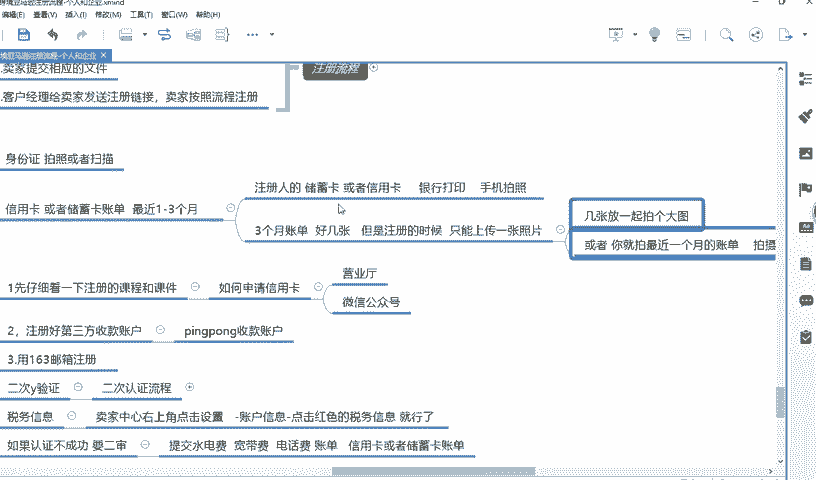 编辑(E) 查看(V) 插入(I) 修改(M) 工具(T) 窗口(W) 帮助(H)
.卖家提交相应的文件
注册流程
.客户经理给卖家发送注册链接，卖家按照流程注册
身份证 拍照或者扫描
信用卡 或者储蓄卡账单 最近1-3个月
注册人的 储蓄卡 或者信用卡 银行打印 手机拍照
3个月账单 好几张 但是注册的时候 只能上传一张照片
几张放一起拍个大图
或者 你就拍最近一个月的账单 拍摄
1先仔细看一下注册的课程和课件
如何申请信用卡
营业厅
微信公众号
2，注册好第三方收款账户
pingpong收款账户
3.用163邮箱注册
二次y验证
二次认证流程
税务信息
卖家中心右上角点击设置 -账户信息-点击红色的税务信息 就行了
如果认证不成功 要二审
提交水电费 宽带费 电话费 账单 信用卡或者储蓄卡账单